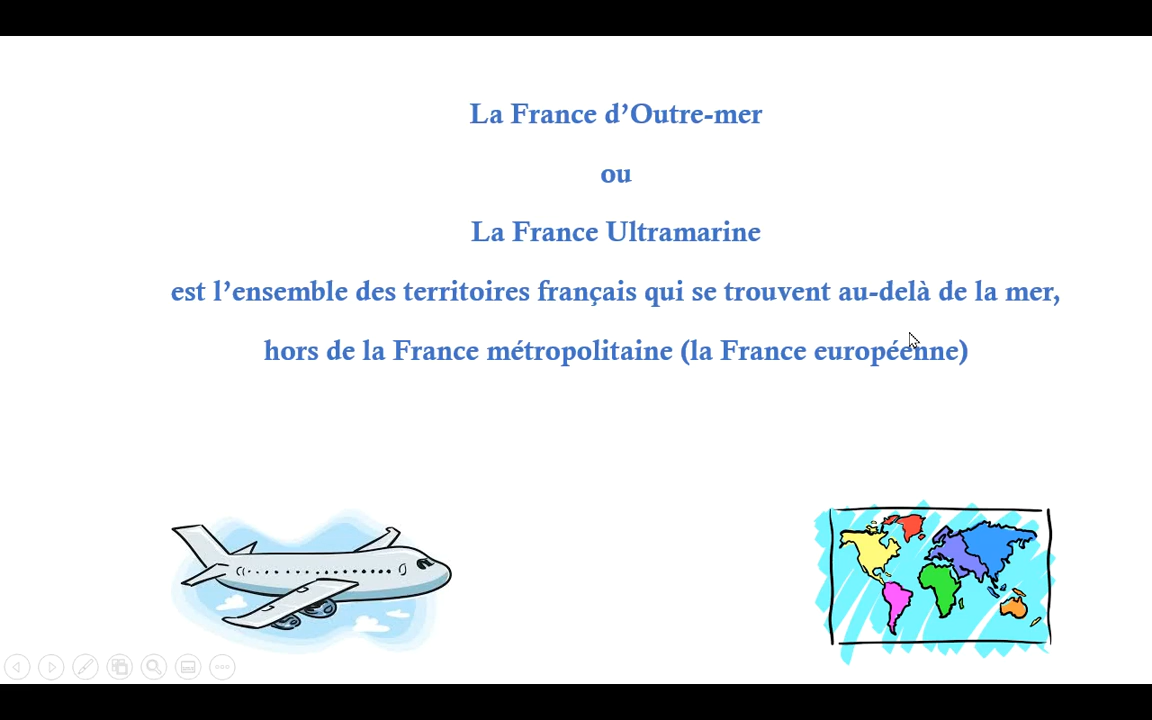 La France d’Outre-mer
ou
La France Ultramarine
est l’ensemble des territoires français qui se trouvent au-delà de la mer,
hors de la France métropolitaine (la France européenne)